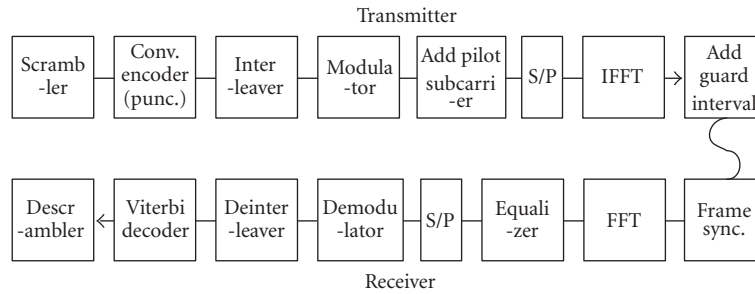 Transmitter
Scramb
-ler
Conv.
encoder
(punc.)
Inter
-leaver
Modula
-tor
Add pilot
subcarri
-er
S/P
IFFT
Add
guard
interval
Descr
-ambler
Viterbi
decoder
Deinter
-leaver
Demodu
-lator
S/P
Equali
-zer
FFT
Frame
sync.
Receiver